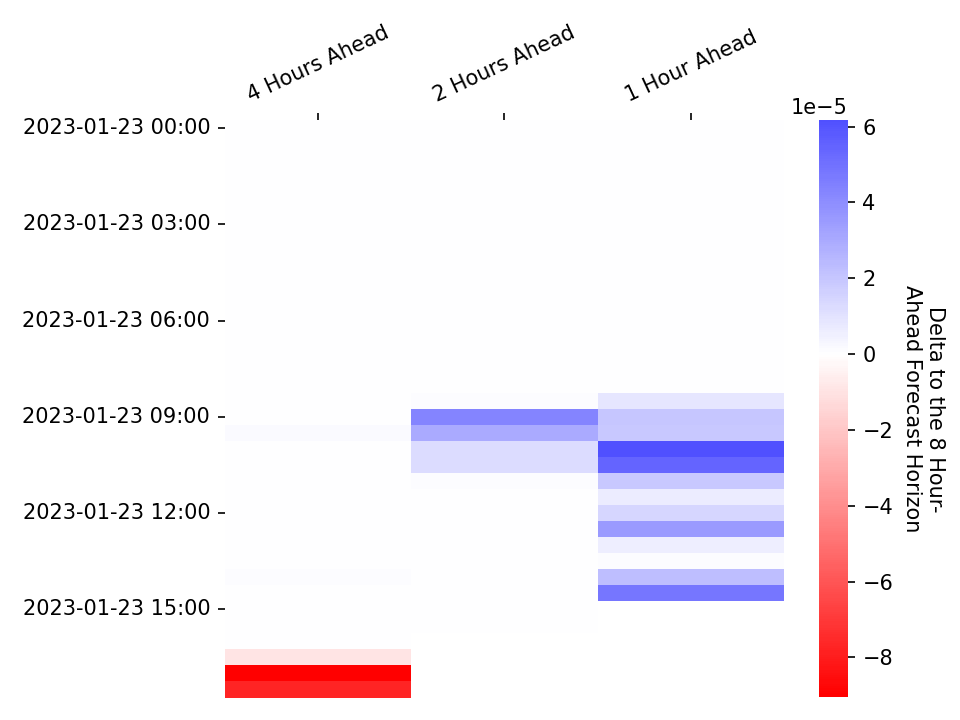 4 Hours Ahead
2 Hours Ahead
1 Hour Ahead
1e−5
2023-01-23 00:00
2023-01-23 03:00
2023-01-23 06:00
2023-01-23 09:00
2023-01-23 12:00
2023-01-23 15:00
6
4
2
0
−2
−4
−6
−8
Delta to the 8 Hour-
Ahead Forecast Horizon